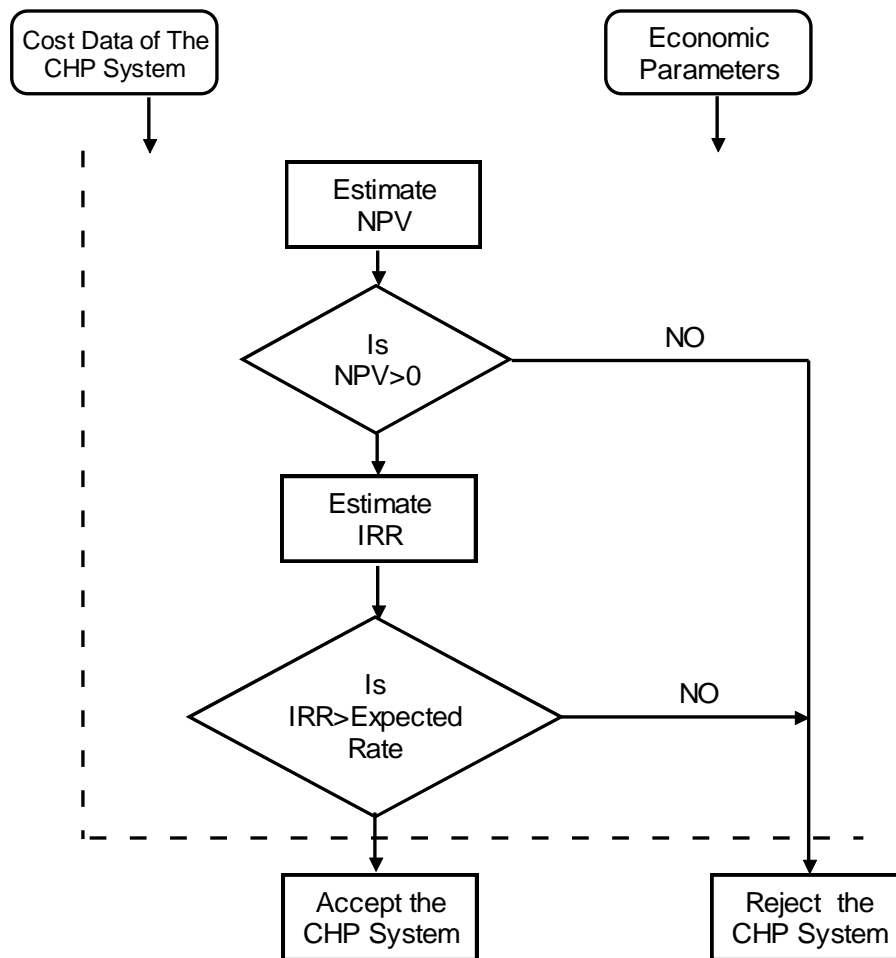 Cost Data of The
CHP System
Economic
Parameters
Estimate
NPV
Is
NPV>0
NO
Estimate
IRR
Is
IRR>Expected
Rate
NO
Accept the
CHP System
Reject the
CHP System